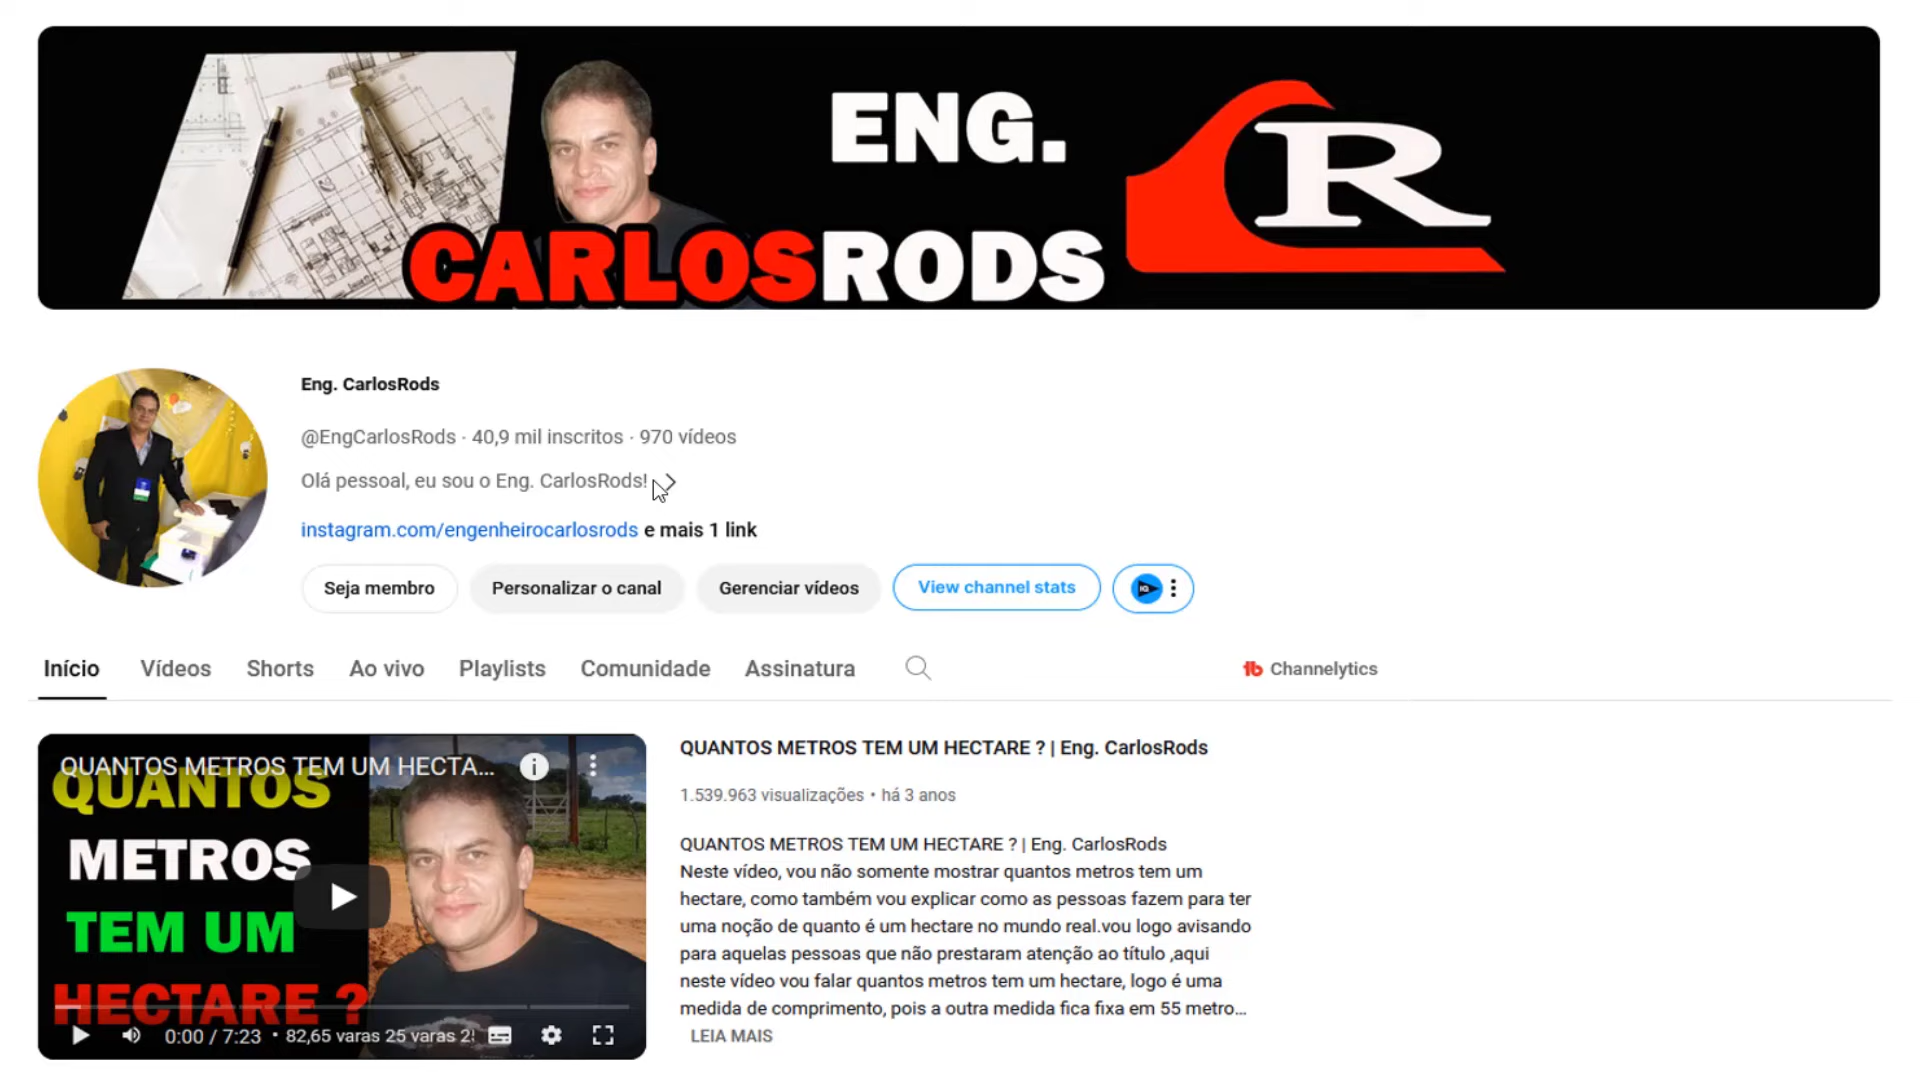 ENG.
CARLOSRODS
R
Eng. CarlosRods
@EngCarlosRods · 40,9 mil inscritos · 970 vídeos
Olá pessoal, eu sou o Eng. CarlosRods!
instagram.com/engenheirocarlosrods e mais 1 link
Seja membro
Personalizar o canal
Gerenciar vídeos
View channel stats
Início
Vídeos
Shorts
Ao vivo
Playlists
Comunidade
Assinatura
Channelytics
QUANTOS METROS TEM UM HECTA...
QUANTOS
METROS
TEM UM
HECTARE ?
0:00 / 7:23 • 82,65 varas 25 varas
QUANTOS METROS TEM UM HECTARE ? | Eng. CarlosRods
1.539.963 visualizações • há 3 anos
QUANTOS METROS TEM UM HECTARE ? | Eng. CarlosRods
Neste vídeo, vou não somente mostrar quantos metros tem um
hectare, como também vou explicar como as pessoas fazem para ter
uma noção de quanto é um hectare no mundo real.vou logo avisando
para aquelas pessoas que não prestaram atenção ao título ,aqui
neste vídeo vou falar quantos metros tem um hectare, logo é uma
medida de comprimento, pois a outra medida fica fixa em 55 metro...
LEIA MAIS